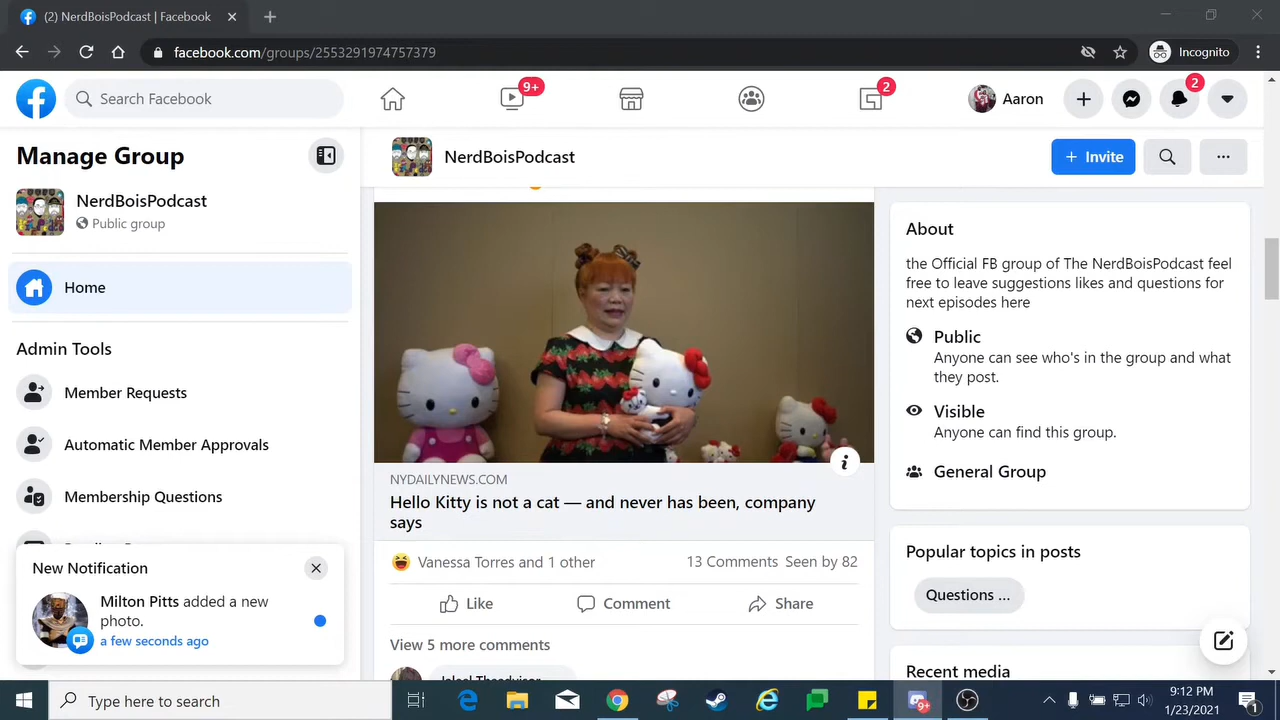 (2) NerdBoisPodcast | Facebook
facebook.com/groups/2553291974757379
Incognito
Search Facebook
9+
2
Aaron
2
Manage Group
NerdBoisPodcast
Public group
Home
Admin Tools
Member Requests
Automatic Member Approvals
Membership Questions
New Notification
Milton Pitts added a new
photo.
a few seconds ago
NerdBoisPodcast
+ Invite
NYDAILYNEWS.COM
Hello Kitty is not a cat — and never has been, company
says
Vanessa Torres and 1 other
13 Comments Seen by 82
Like
Comment
Share
View 5 more comments
About
the Official FB group of The NerdBoisPodcast feel
free to leave suggestions likes and questions for
next episodes here
Public
Anyone can see who's in the group and what
they post.
Visible
Anyone can find this group.
General Group
Popular topics in posts
Questions ...
Recent media
Type here to search
9+
9:12 PM
1/23/2021
1